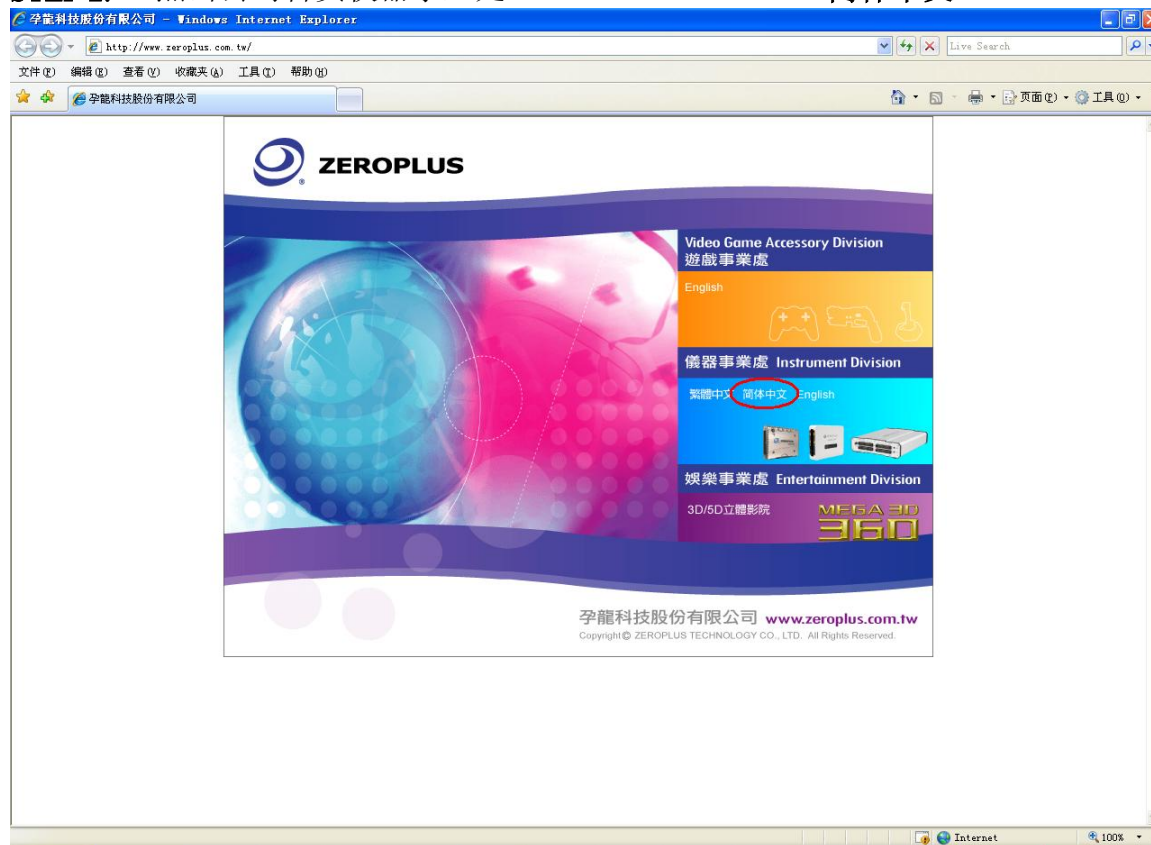 孕龍科技股份有限公司 - Windows Internet Explorer
http://www.zeroplus.com.tw/
Live Search
文件(F) 编辑(E) 查看(V) 收藏夹(A) 工具(T) 帮助(H)
孕龍科技股份有限公司
页面(P) 工具(O)
ZEROPLUS
Video Game Accessory Division
遊戲事業處
English
儀器事業處 Instrument Division
繁體中文 简体中文 English
娛樂事業處 Entertainment Division
3D/5D立體影院
MEGA 3D
360
孕龍科技股份有限公司 www.zeroplus.com.tw
Copyright© ZEROPLUS TECHNOLOGY CO., LTD. All Rights Reserved.
Internet 100%